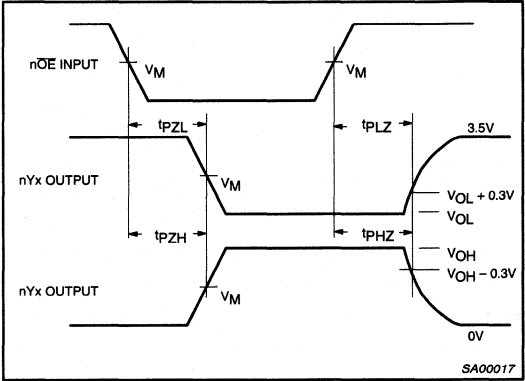 nOE INPUT
VM
VM
tPZL
tPLZ
3.5V
nYx OUTPUT
VM
VOL + 0.3V
VOL
tPZH
tPHZ
VOH
VOH – 0.3V
nYx OUTPUT
VM
0V
SA00017